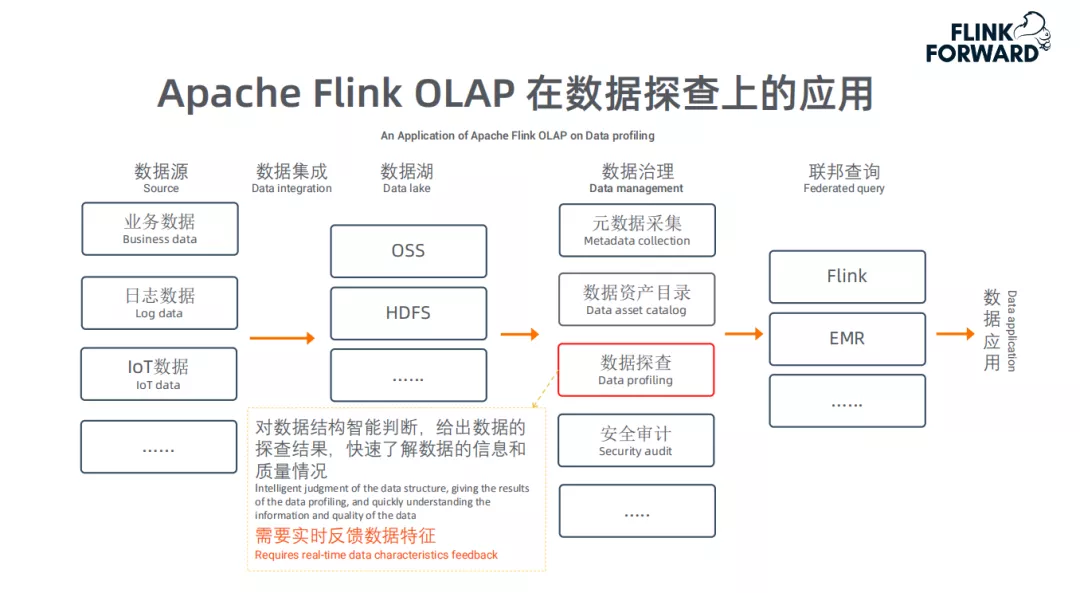 FLINK
FORWARD
Apache Flink OLAP 在数据探查上的应用
An Application of Apache Flink OLAP on Data profiling
数据源
Source
数据集成
Data integration
数据湖
Data lake
数据治理
Data management
联邦查询
Federated query
业务数据
Business data
日志数据
Log data
IoT数据
IoT data
......
OSS
HDFS
......
元数据采集
Metadata collection
数据资产目录
Data asset catalog
数据探查
Data profiling
安全审计
Security audit
.....
Flink
EMR
......
数据应用
Data application
对数据结构智能判断，给出数据的
探查结果，快速了解数据的信息和
质量情况
Intelligent judgment of the data structure, giving the results
of the data profiling, and quickly understanding the
information and quality of the data
需要实时反馈数据特征
Requires real-time data characteristics feedback